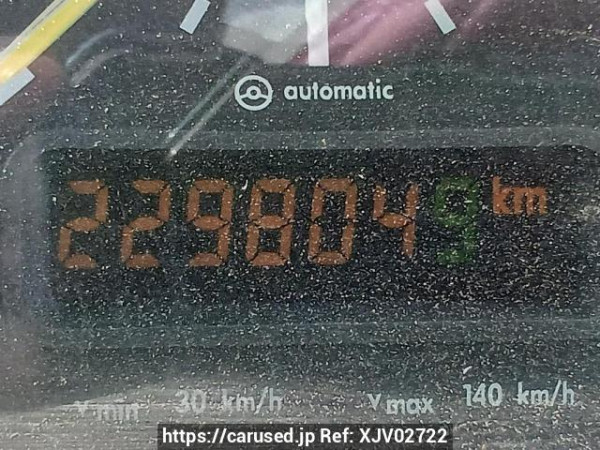 automatic
2298049 km
v min 30 km/h v max 140 km/h
https://carused.jp Ref: XJV02722